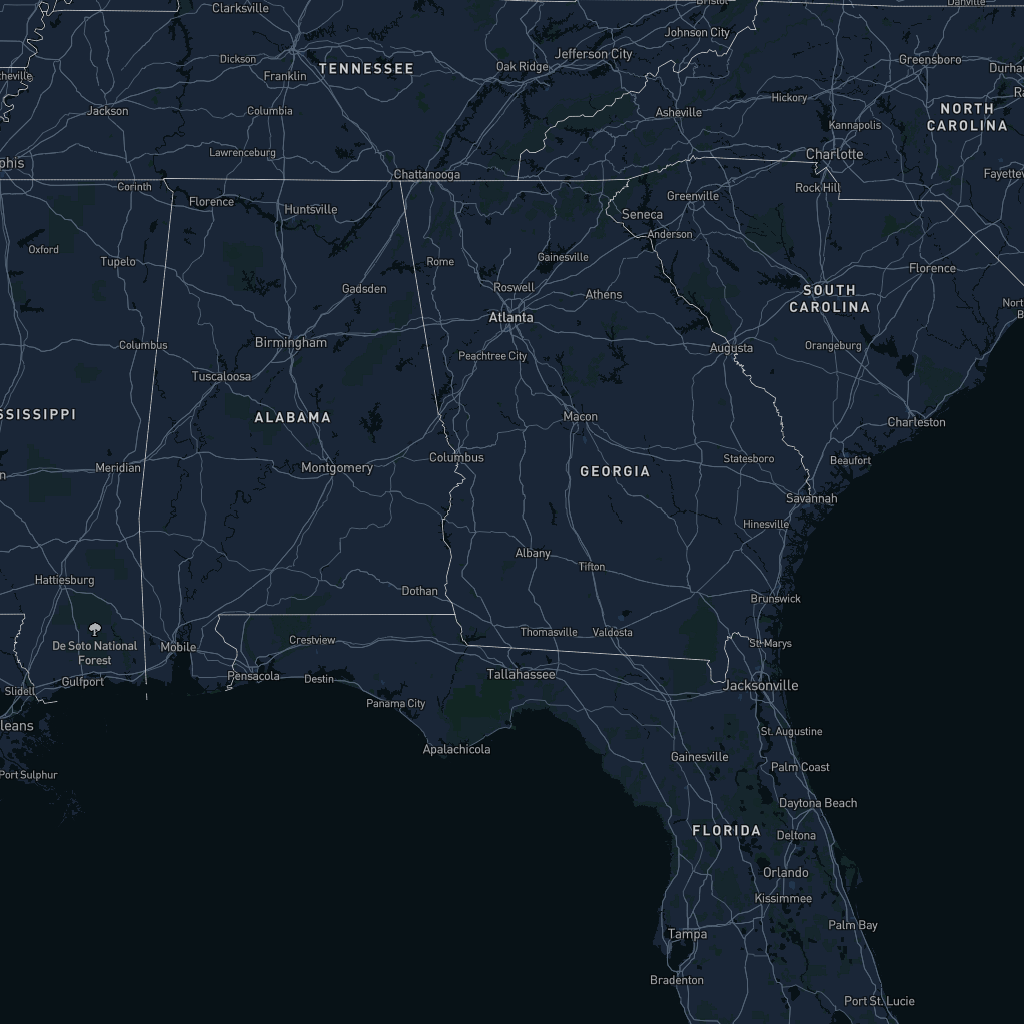 Clarksville
Bristol
Danville
Johnson City
Jefferson City
Dickson
TENNESSEE
Oak Ridge
Greensboro
Franklin
Durha
cheville
Ra
Hickory
Jackson
Columbia
Asheville
NORTH
CAROLINA
Kannapolis
Lawrenceburg
Charlotte
phis
Chattanooga
Fayettev
Corinth
Rock Hill
Florence
Huntsville
Greenville
Seneca
Anderson
Oxford
Tupelo
Rome
Gainesville
Florence
Gadsden
Roswell
Athens
SOUTH
CAROLINA
Nort
B
Atlanta
Columbus
Birmingham
Peachtree City
Augusta
Orangeburg
Tuscaloosa
SSISSIPPI
ALABAMA
Macon
Charleston
Meridian
Montgomery
Columbus
GEORGIA
Statesboro
Beaufort
n
Savannah
Hinesville
Albany
Tifton
Hattiesburg
Dothan
Brunswick
De Soto National
Forest
Mobile
Crestview
Thomasville
Valdosta
St. Marys
Slidell
Gulfport
Pensacola
Destin
Tallahassee
Jacksonville
Panama City
leans
St. Augustine
Apalachicola
Gainesville
Palm Coast
Port Sulphur
Daytona Beach
FLORIDA
Deltona
Orlando
Kissimmee
Palm Bay
Tampa
Bradenton
Port St. Lucie